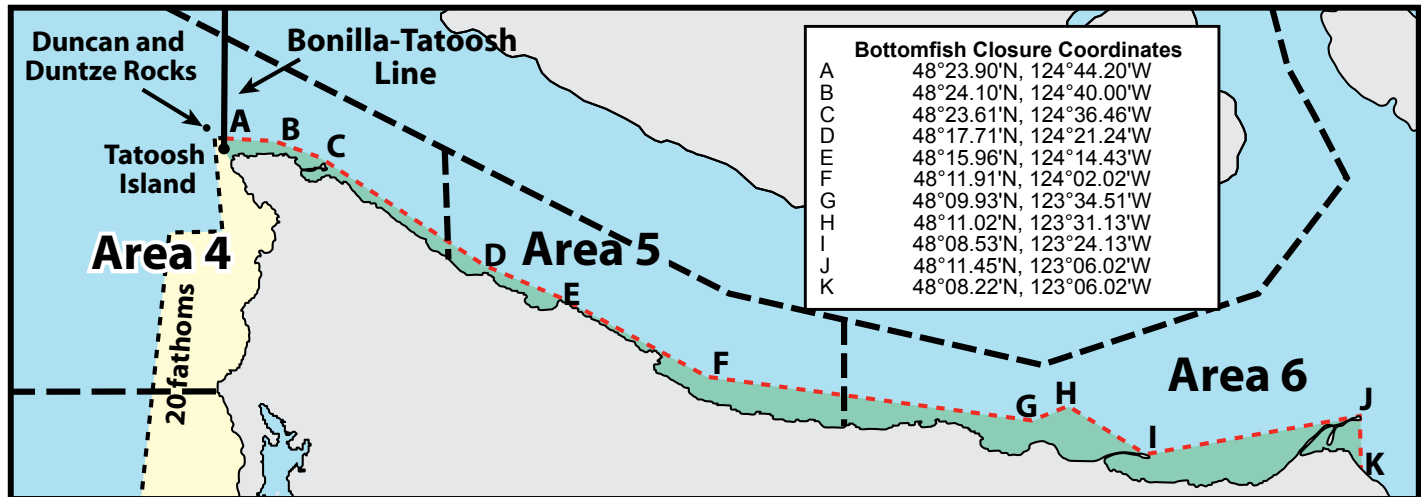 Duncan and
Duntze Rocks
Bonilla-Tatoosh
Line
A
B
C
Tatoosh
Island
Area 4
20 fathoms
D
Area 5
E
F
G
H
I
Area 6
J
K
Bottomfish Closure Coordinates
A 48°23.90'N, 124°44.20'W
B 48°24.10'N, 124°40.00'W
C 48°23.61'N, 124°36.46'W
D 48°17.71'N, 124°21.24'W
E 48°15.96'N, 124°14.43'W
F 48°11.91'N, 124°02.02'W
G 48°09.93'N, 123°34.51'W
H 48°11.02'N, 123°31.13'W
I 48°08.53'N, 123°24.13'W
J 48°11.45'N, 123°06.02'W
K 48°08.22'N, 123°06.02'W